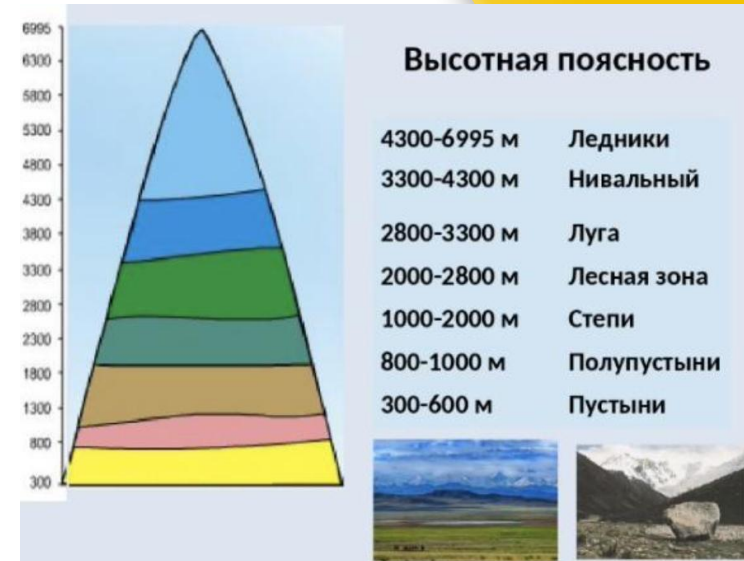 Высотная поясность
6995
6300
5800
5300
4800
4300
3800
3300
2800
2300
1800
1300
800
300
4300-6995 м Ледники
3300-4300 м Нивальный
2800-3300 м Луга
2000-2800 м Лесная зона
1000-2000 м Степи
800-1000 м Полупустыни
300-600 м Пустыни